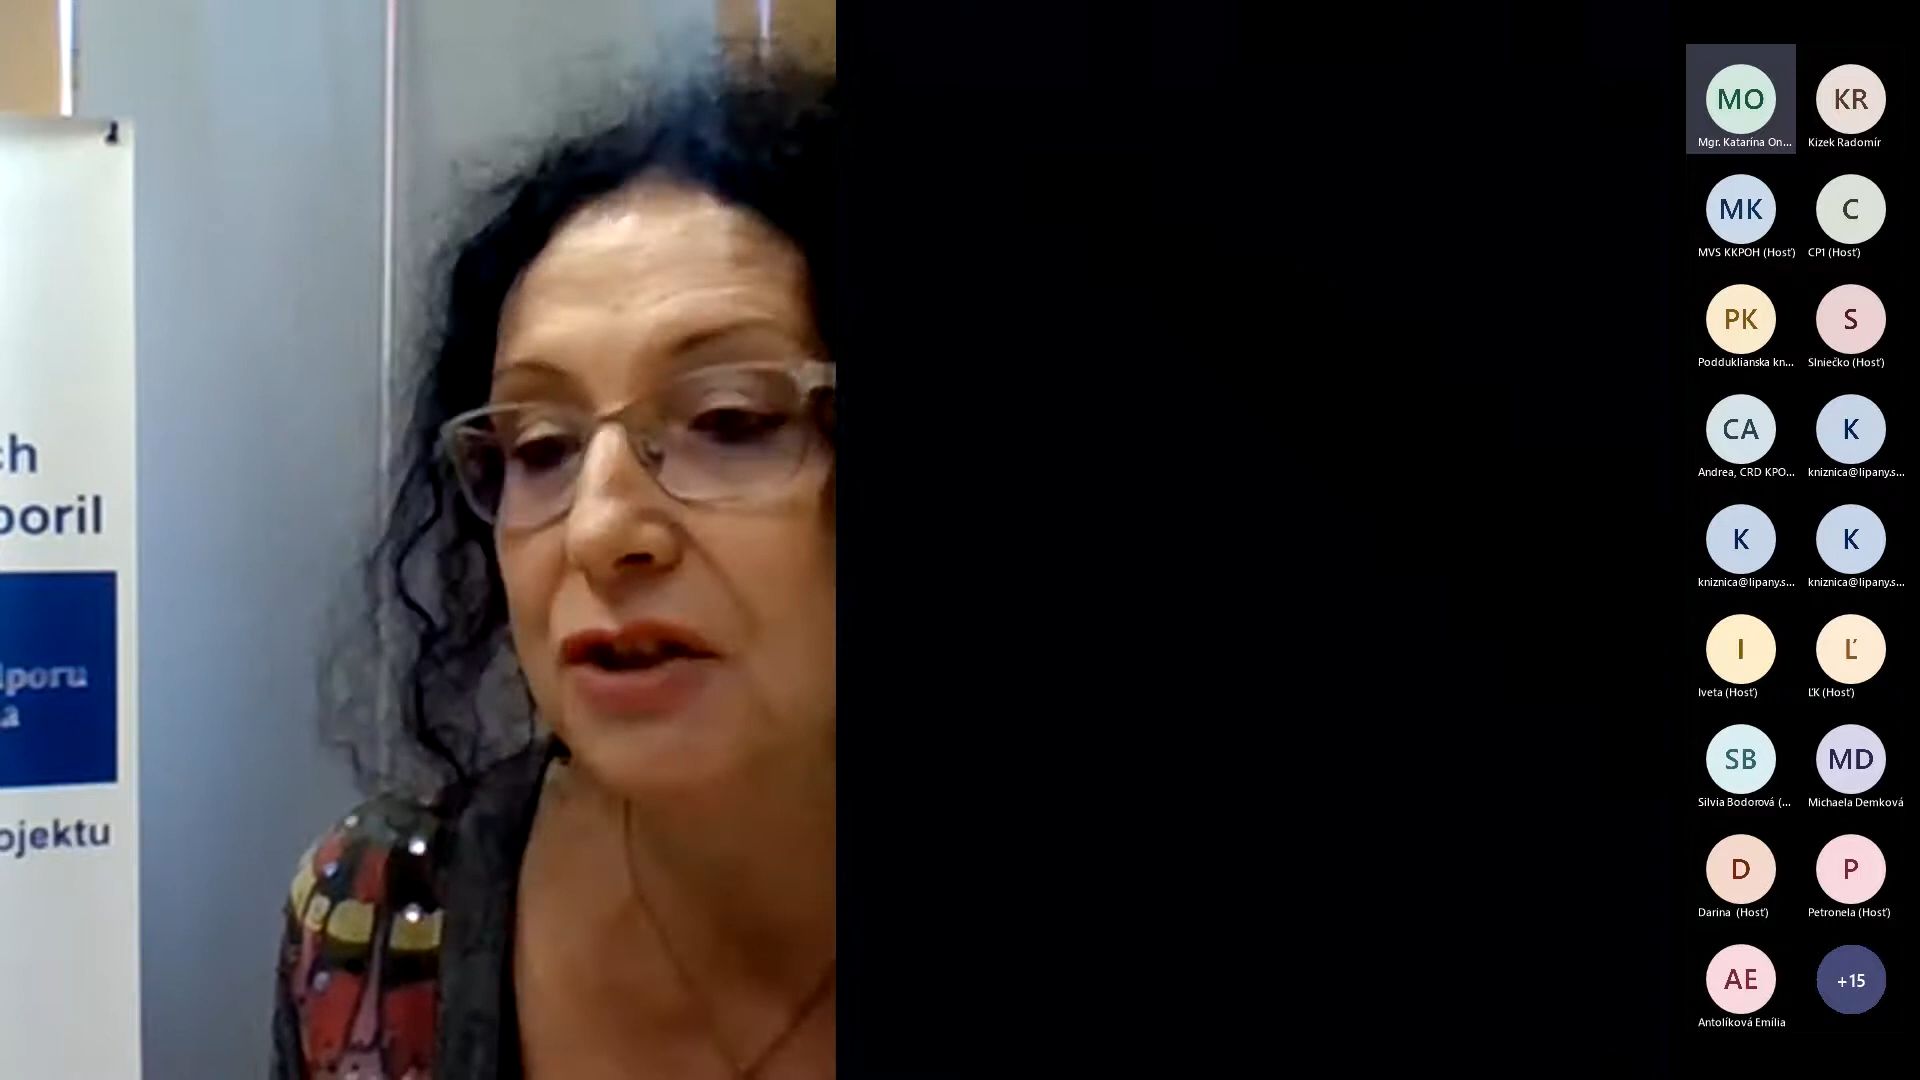 ch
poril
dporu
a
ojektu
MO
KR
Mgr. Katarína On...
Kizek Radomír
MK
C
MVS KKPOH (Hosť)
CP1 (Hosť)
PK
S
Podduklianska kn...
Slniečko (Hosť)
CA
K
Andrea, CRD KPO...
kniznica@lipany.s...
K
K
kniznica@lipany.s...
kniznica@lipany.s...
I
Ľ
Iveta (Hosť)
ĽK (Hosť)
SB
MD
Silvia Bodorová (...
Michaela Demková
D
P
Darina (Hosť)
Petronela (Hosť)
AE
+15
Antolíková Emília